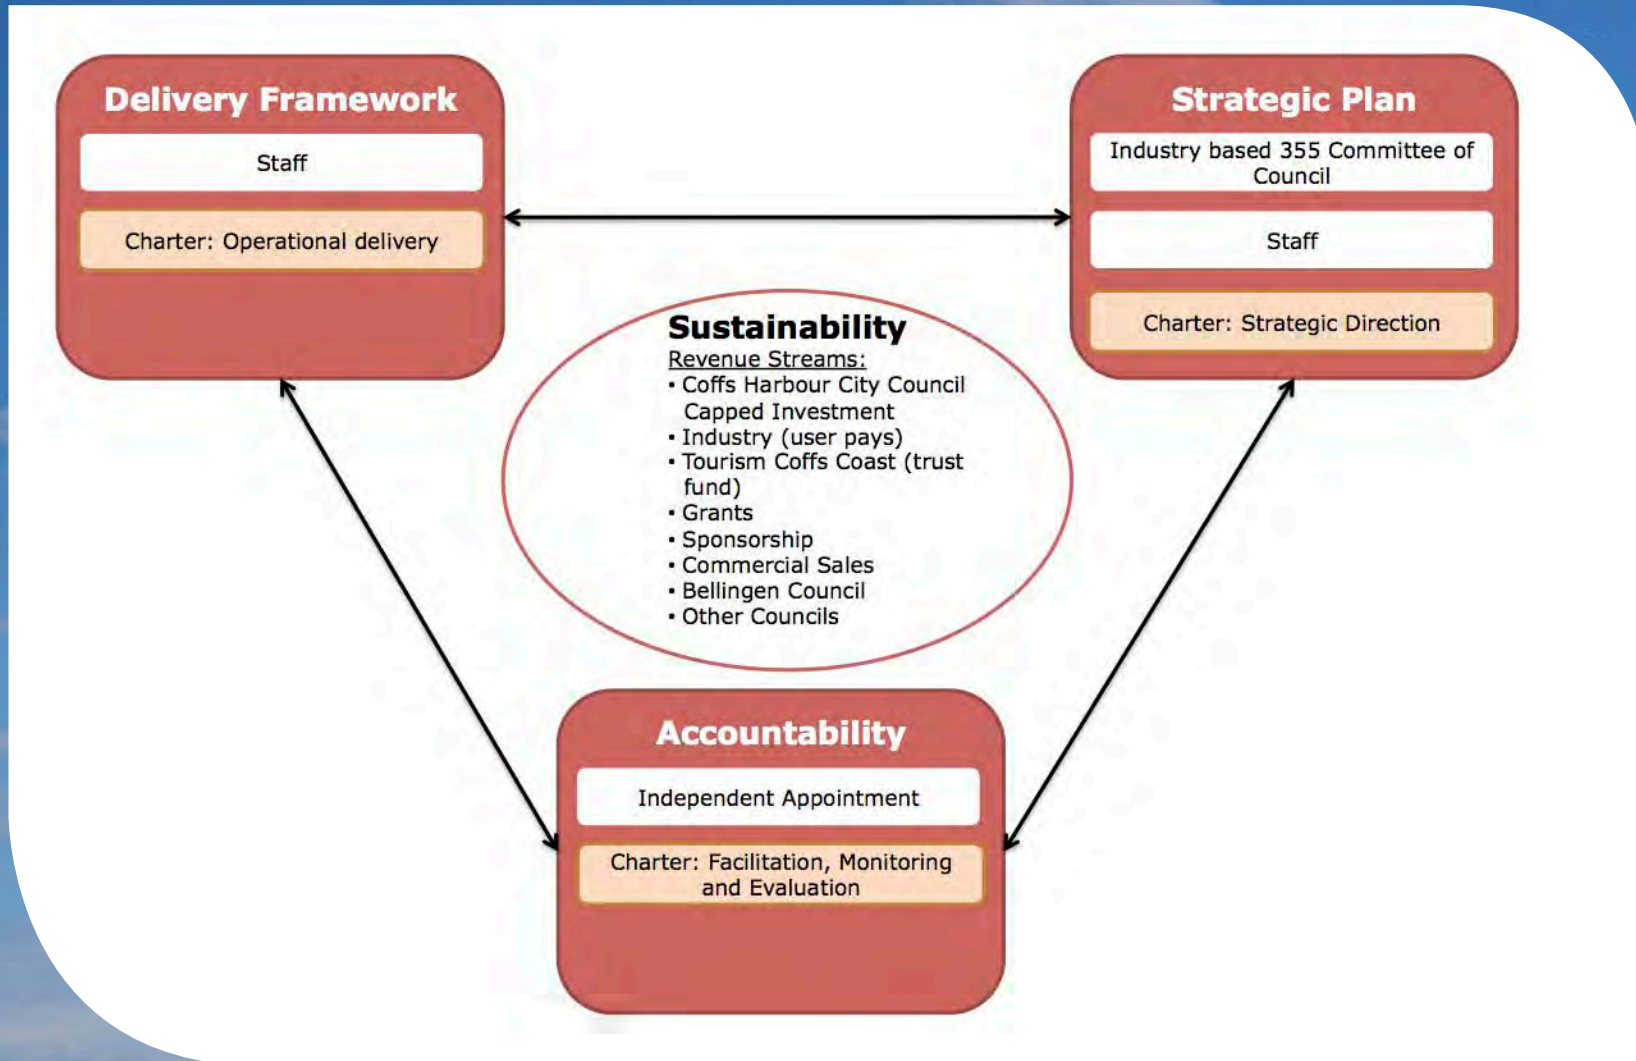 Delivery Framework
Staff
Charter: Operational delivery
Strategic Plan
Industry based 355 Committee of
Council
Staff
Charter: Strategic Direction
Sustainability
Revenue Streams:
• Coffs Harbour City Council
Capped Investment
• Industry (user pays)
• Tourism Coffs Coast (trust
fund)
• Grants
• Sponsorship
• Commercial Sales
• Bellingen Council
• Other Councils
Accountability
Independent Appointment
Charter: Facilitation, Monitoring
and Evaluation